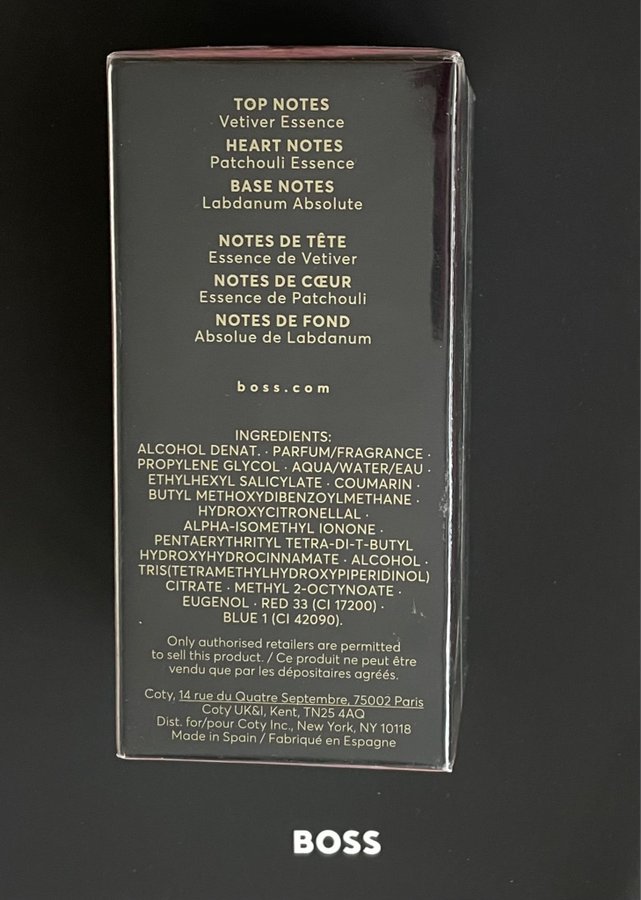 TOP NOTES
Vetiver Essence
HEART NOTES
Patchouli Essence
BASE NOTES
Labdanum Absolute
NOTES DE TÊTE
Essence de Vetiver
NOTES DE CŒUR
Essence de Patchouli
NOTES DE FOND
Absolue de Labdanum
boss.com
INGREDIENTS:
ALCOHOL DENAT. · PARFUM/FRAGRANCE ·
PROPYLENE GLYCOL · AQUA/WATER/EAU ·
ETHYLHEXYL SALICYLATE · COUMARIN ·
BUTYL METHOXYDIBENZOYLMETHANE ·
HYDROXYCITRONELLAL ·
ALPHA-ISOMETHYL IONONE ·
PENTAERYTHRITYL TETRA-DI-T-BUTYL
HYDROXYHYDROCINNAMATE · ALCOHOL ·
TRIS(TETRAMETHYLHYDROXYPIPERIDINOL)
CITRATE · METHYL 2-OCTYNOATE ·
EUGENOL · RED 33 (CI 17200) ·
BLUE 1 (CI 42090).
Only authorised retailers are permitted
to sell this product. / Ce produit ne peut être
vendu que par les dépositaires agréés.
Coty, 14 rue du Quatre Septembre, 75002 Paris
Coty UK&I, Kent, TN25 4AQ
Dist. for/pour Coty Inc., New York, NY 10118
Made in Spain / Fabriqué en Espagne
BOSS